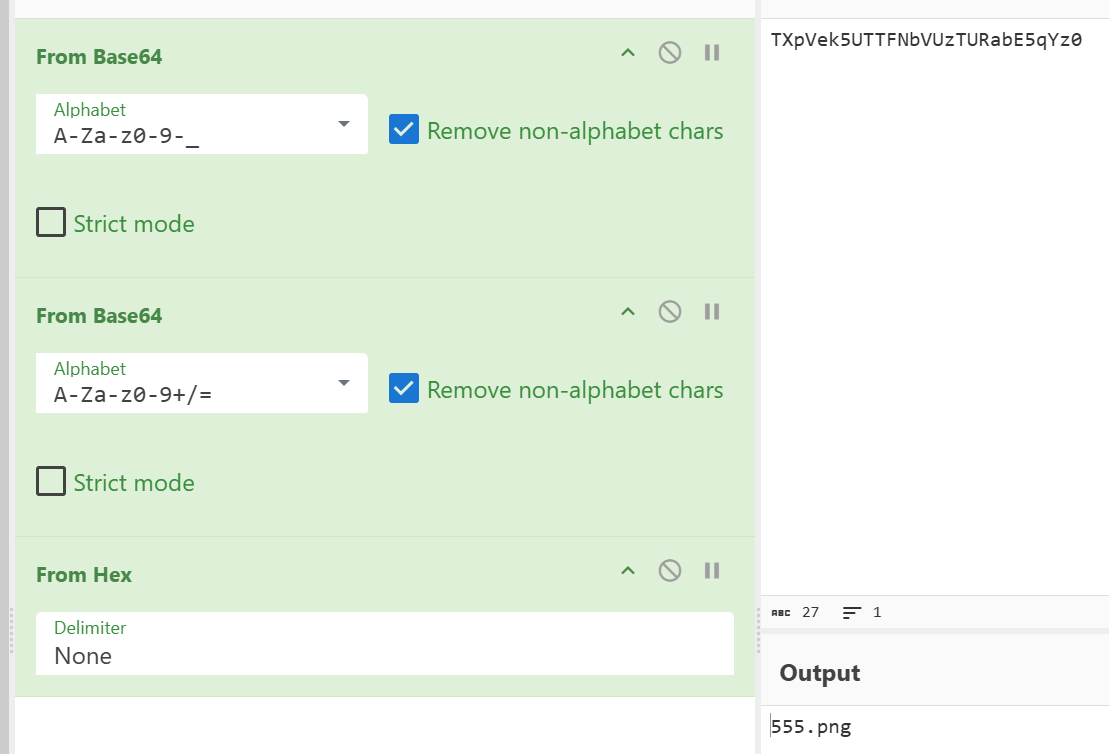 From Base64
Alphabet
A-Za-z0-9-_
Remove non-alphabet chars
Strict mode
From Base64
Alphabet
A-Za-z0-9+/=
Remove non-alphabet chars
Strict mode
From Hex
Delimiter
None
TXpVek5UTTFNbVUzTURabE5qYz0
ABC 27 1
Output
555.png